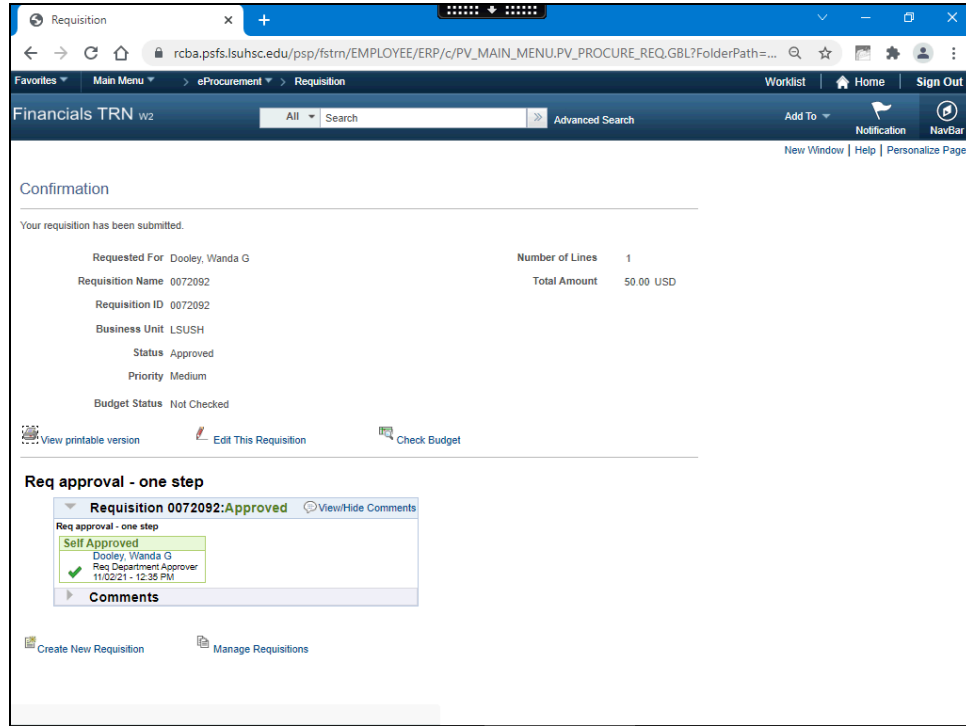 Requisition
rcba.psfs.lsuhsc.edu/psp/fstrn/EMPLOYEE/ERP/c/PV_MAIN_MENU.PV_PROCURE_REQ.GBL?FolderPath=...
Favorites Main Menu > eProcurement > Requisition Worklist Home Sign Out
Financials TRN W2 All Search Advanced Search Add To Notification NavBar
New Window | Help | Personalize Page
Confirmation
Your requisition has been submitted.
Requested For Dooley, Wanda G Number of Lines 1
Requisition Name 0072092 Total Amount 50.00 USD
Requisition ID 0072092
Business Unit LSUSH
Status Approved
Priority Medium
Budget Status Not Checked
View printable version Edit This Requisition Check Budget
Req approval - one step
Requisition 0072092:Approved View/Hide Comments
Req approval - one step
Self Approved
Dooley, Wanda G
Req Department Approver
11/02/21 - 12:35 PM
Comments
Create New Requisition Manage Requisitions